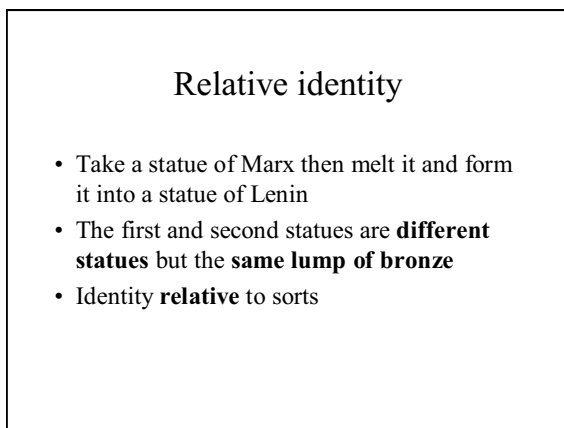 Relative identity
• Take a statue of Marx then melt it and form
it into a statue of Lenin
• The first and second statues are different
statues but the same lump of bronze
• Identity relative to sorts